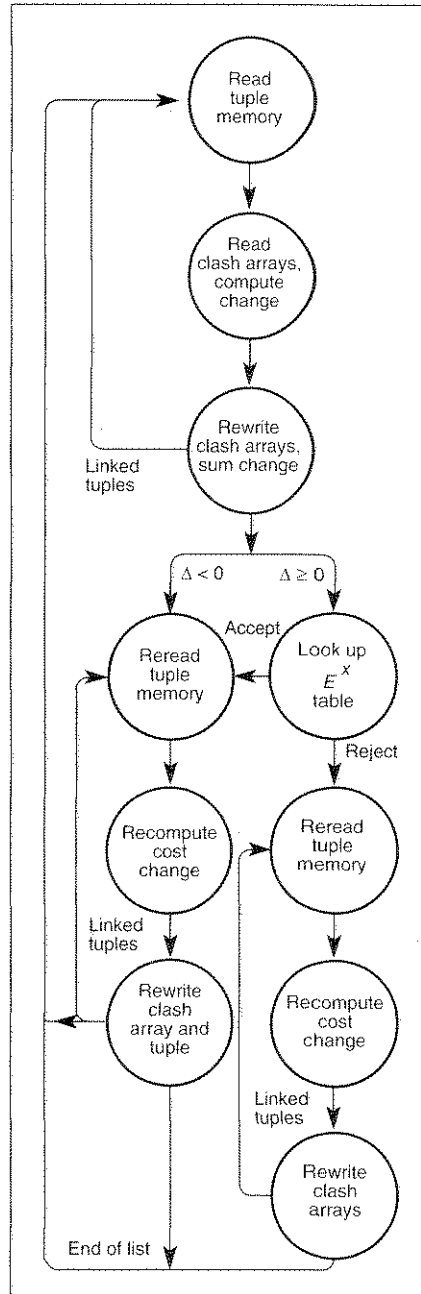 Read
tuple
memory
Read
clash arrays,
compute
change
Rewrite
clash arrays,
sum change
Linked
tuples
Δ < 0
Δ ≥ 0
Accept
Reread
tuple
memory
Look up
E^x
table
Reject
Recompute
cost
change
Reread
tuple
memory
Linked
tuples
Rewrite
clash
array and
tuple
Recompute
cost
change
Linked
tuples
Rewrite
clash
arrays
End of list